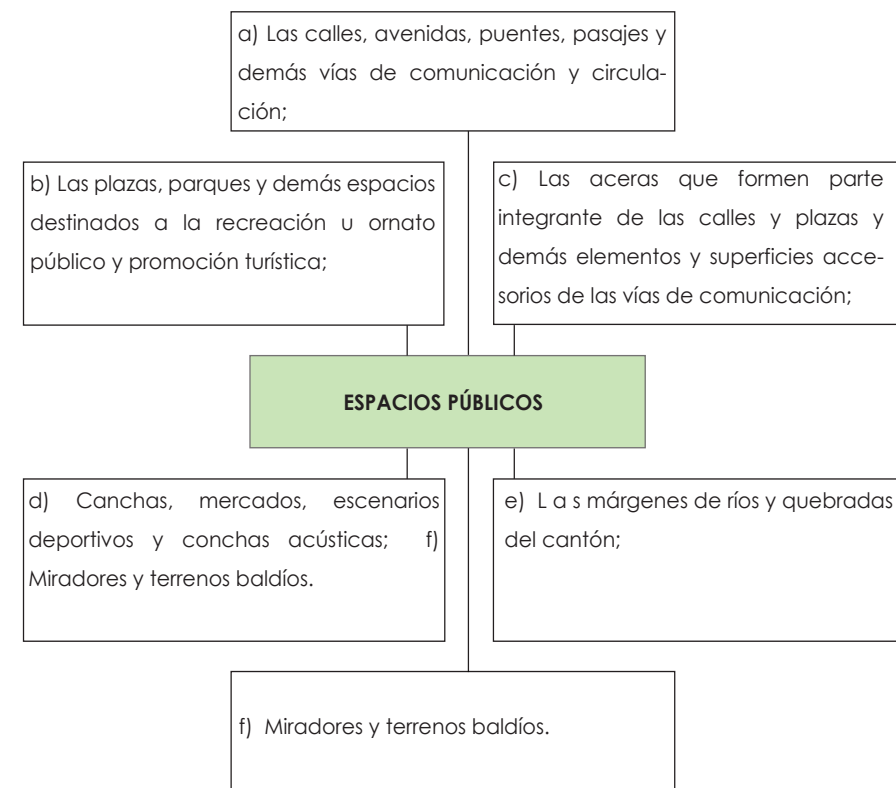 a) Las calles, avenidas, puentes, pasajes y
demás vías de comunicación y circula-
ción;
b) Las plazas, parques y demás espacios
destinados a la recreación u ornato
público y promoción turística;
c) Las aceras que formen parte
integrante de las calles y plazas y
demás elementos y superficies acce-
sorios de las vías de comunicación;
ESPACIOS PÚBLICOS
d) Canchas, mercados, escenarios
deportivos y conchas acústicas; f)
Miradores y terrenos baldíos.
e) L a s márgenes de ríos y quebradas
del cantón;
f) Miradores y terrenos baldíos.